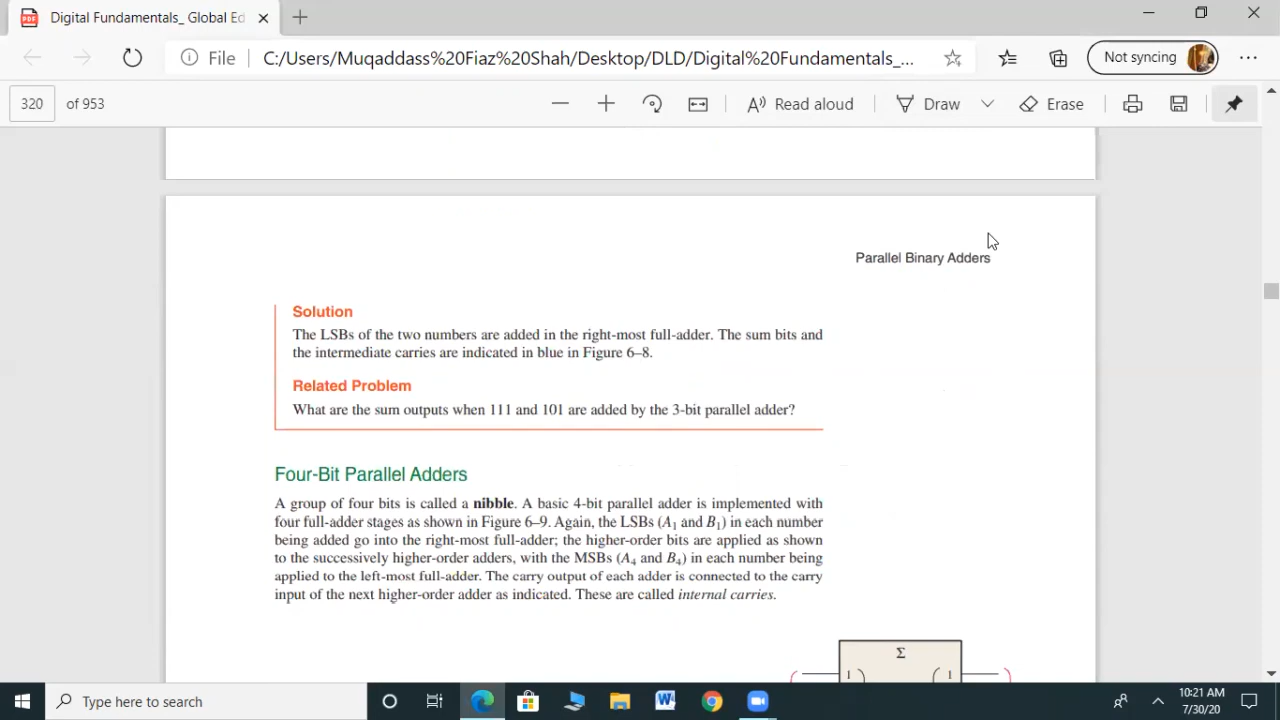 Digital Fundamentals_ Global Ed
File C:/Users/Muqaddass%20Fiaz%20Shah/Desktop/DLD/Digital%20Fundamentals_... Not syncing
320 of 953 Read aloud Draw Erase
Parallel Binary Adders
Solution
The LSBs of the two numbers are added in the right-most full-adder. The sum bits and
the intermediate carries are indicated in blue in Figure 6–8.
Related Problem
What are the sum outputs when 111 and 101 are added by the 3-bit parallel adder?
Four-Bit Parallel Adders
A group of four bits is called a nibble. A basic 4-bit parallel adder is implemented with
four full-adder stages as shown in Figure 6–9. Again, the LSBs (A₁ and B₁) in each number
being added go into the right-most full-adder; the higher-order bits are applied as shown
to the successively higher-order adders, with the MSBs (A₄ and B₄) in each number being
applied to the left-most full-adder. The carry output of each adder is connected to the carry
input of the next higher-order adder as indicated. These are called internal carries.
Σ
1 1
Type here to search
10:21 AM
7/30/20